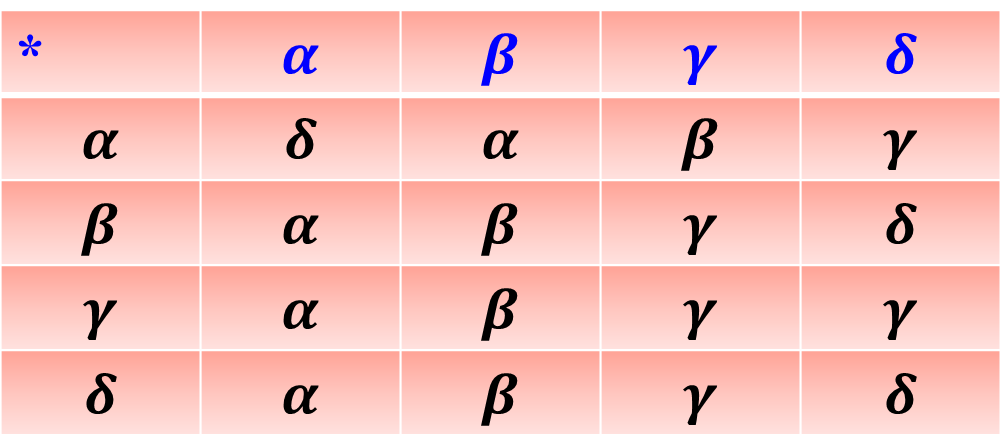 * α β γ δ
α δ α β γ
β α β γ δ
γ α β γ γ
δ α β γ δ